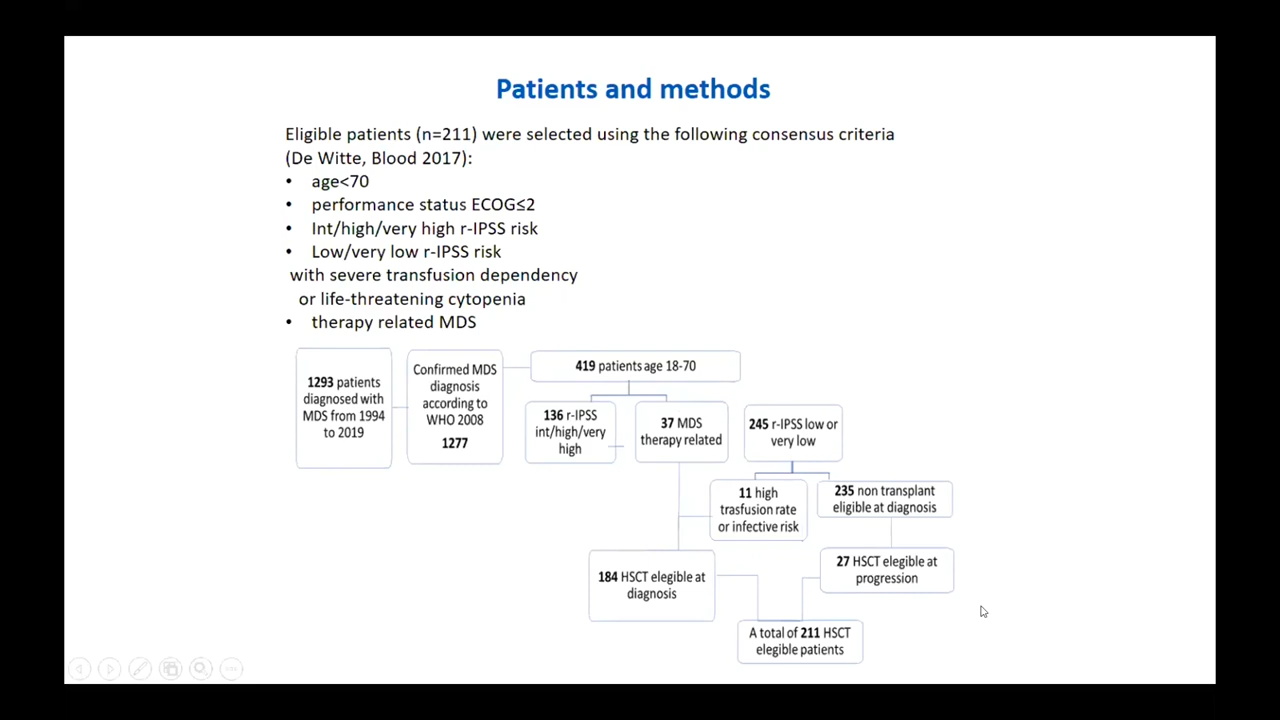 Patients and methods
Eligible patients (n=211) were selected using the following consensus criteria
(De Witte, Blood 2017):
• age<70
• performance status ECOG≤2
• Int/high/very high r-IPSS risk
• Low/very low r-IPSS risk
with severe transfusion dependency
or life-threatening cytopenia
• therapy related MDS
1293 patients
diagnosed with
MDS from 1994
to 2019
Confirmed MDS
diagnosis
according to
WHO 2008
1277
419 patients age 18-70
136 r-IPSS
int/high/very
high
37 MDS
therapy related
245 r-IPSS low or
very low
11 high
trasfusion rate
or infective risk
235 non transplant
eligible at diagnosis
184 HSCT elegible at
diagnosis
27 HSCT elegible at
progression
A total of 211 HSCT
elegible patients